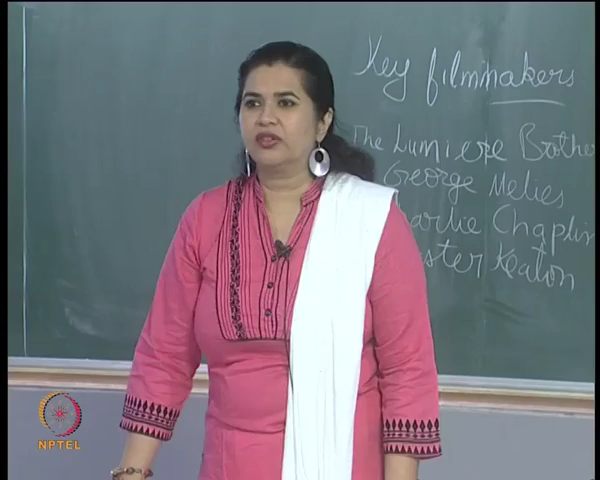 Key filmmakers
The Lumiere Brothe
George Melies
arlie Chaplin
ster Keaton
NPTEL